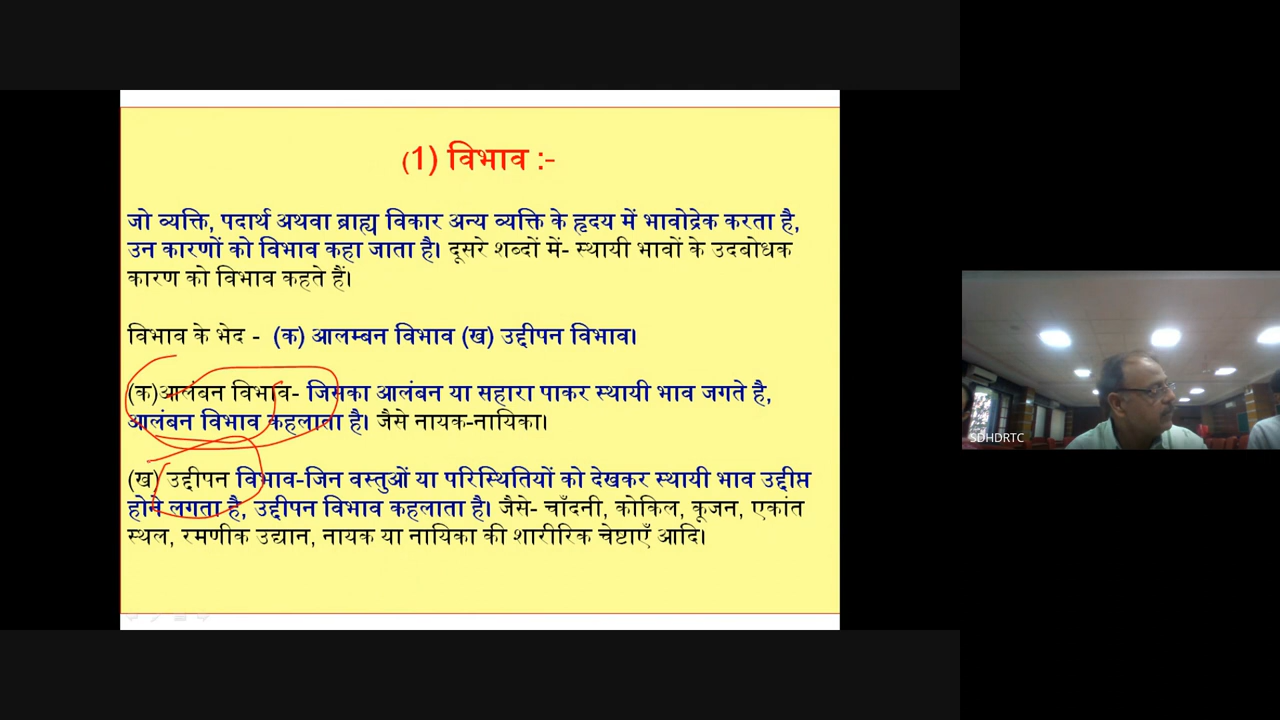 (1) विभाव :-
जो व्यक्ति, पदार्थ अथवा ब्राह्य विकार अन्य व्यक्ति के हृदय में भावोद्रेक करता है,
उन कारणों को विभाव कहा जाता है। दूसरे शब्दों में- स्थायी भावों के उदबोधक
कारण को विभाव कहते हैं।
विभाव के भेद - (क) आलम्बन विभाव (ख) उद्दीपन विभाव।
(क)आलंबन विभाव- जिसका आलंबन या सहारा पाकर स्थायी भाव जगते है,
आलंबन विभाव कहलाता है। जैसे नायक-नायिका।
(ख) उद्दीपन विभाव-जिन वस्तुओं या परिस्थितियों को देखकर स्थायी भाव उद्दीप्त
होने लगता है, उद्दीपन विभाव कहलाता है। जैसे- चाँदनी, कोकिल, कूजन, एकांत
स्थल, रमणीक उद्यान, नायक या नायिका की शारीरिक चेष्टाएँ आदि।
SDHDRTC